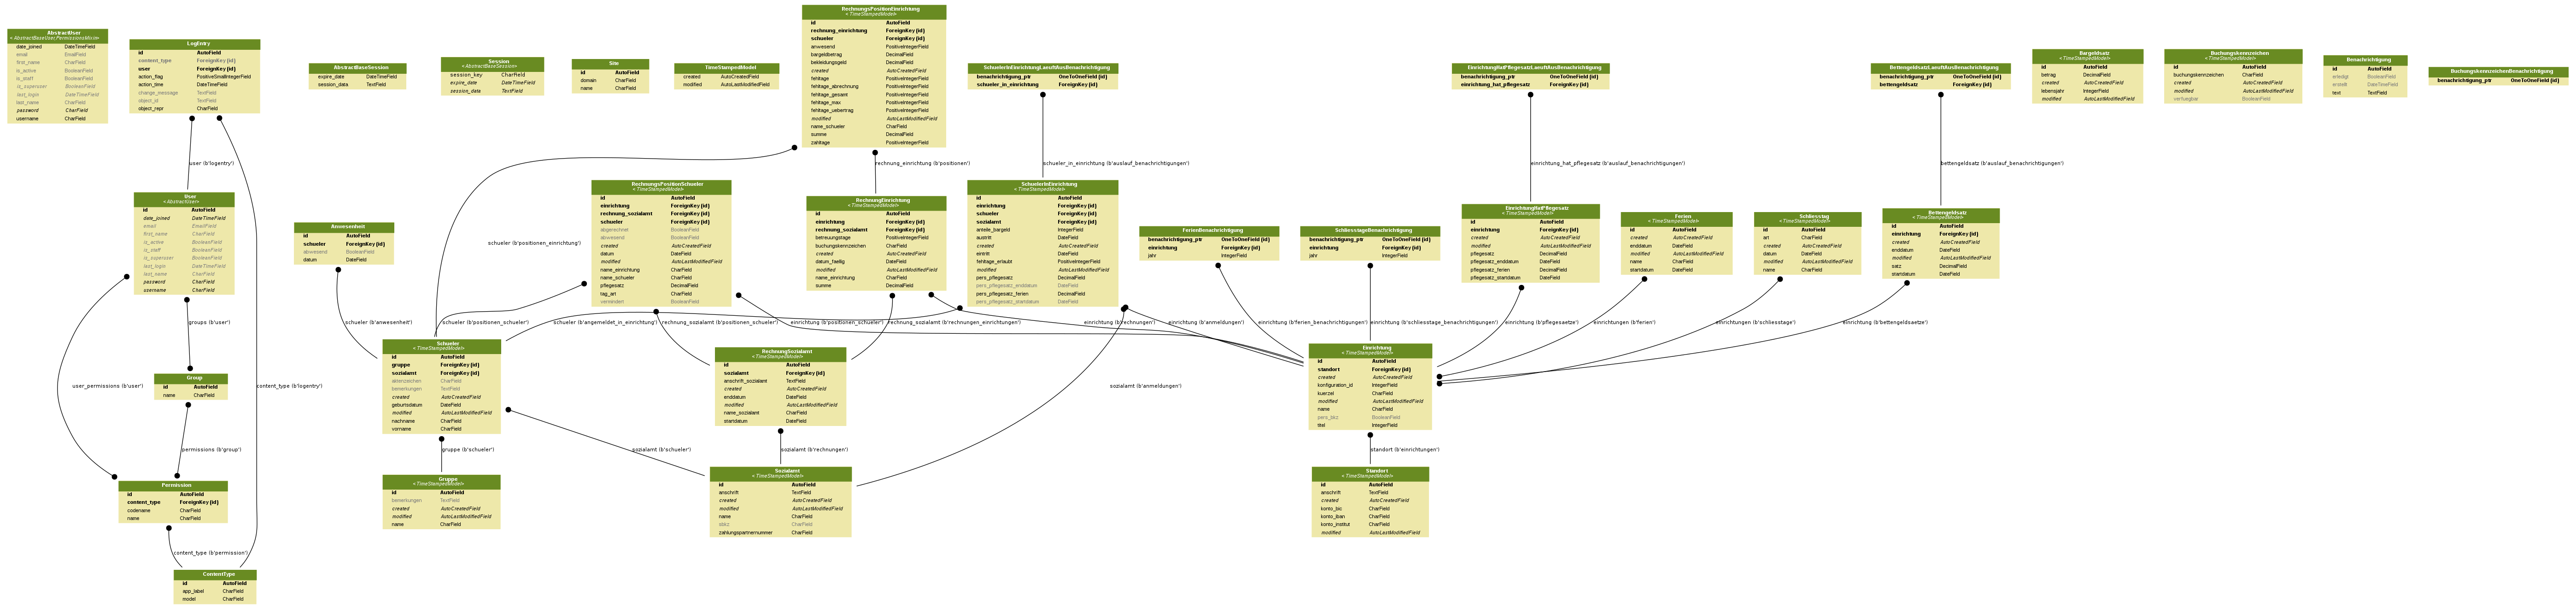 AbstractUser
<AbstractBaseUser,PermissionsMixin>
date_joined DateTimeField
email EmailField
first_name CharField
is_active BooleanField
is_staff BooleanField
is_superuser BooleanField
last_login DateTimeField
last_name CharField
password CharField
username CharField
LogEntry
id AutoField
content_type ForeignKey (id)
user ForeignKey (id)
action_flag PositiveSmallIntegerField
action_time DateTimeField
change_message TextField
object_id TextField
object_repr CharField
AbstractBaseSession
expire_date DateTimeField
session_data TextField
Session
<AbstractBaseSession>
session_key CharField
expire_date DateTimeField
session_data TextField
Site
id AutoField
domain CharField
name CharField
TimeStampedModel
created AutoCreatedField
modified AutoLastModifiedField
RechnungsPositionEinrichtung
<TimeStampedModel>
id AutoField
rechnung_einrichtung ForeignKey (id)
schueler ForeignKey (id)
anwesend PositiveIntegerField
bargeldbetrag DecimalField
bekleidungsgeld DecimalField
created AutoCreatedField
fehltage PositiveIntegerField
fehltage_abrechnung PositiveIntegerField
fehltage_gesamt PositiveIntegerField
fehltage_max PositiveIntegerField
fehltage_uebertrag PositiveIntegerField
modified AutoLastModifiedField
name_schueler CharField
summe DecimalField
zahltage PositiveIntegerField
SchuelerInEinrichtungLaeuftAusBenachrichtigung
benachrichtigung_ptr OneToOneField (id)
schueler_in_einrichtung ForeignKey (id)
EinrichtungHatPflegesatzLaeuftAusBenachrichtigung
benachrichtigung_ptr OneToOneField (id)
einrichtung_hat_pflegesatz ForeignKey (id)
BettengeldsatzLaeuftAusBenachrichtigung
benachrichtigung_ptr OneToOneField (id)
bettengeldsatz ForeignKey (id)
Bargeldsatz
<TimeStampedModel>
id AutoField
betrag DecimalField
created AutoCreatedField
lebensjahr IntegerField
modified AutoLastModifiedField
Buchungskennzeichen
<TimeStampedModel>
id AutoField
buchungskennzeichen CharField
created AutoCreatedField
modified AutoLastModifiedField
verfuegbar BooleanField
Benachrichtigung
id AutoField
erledigt BooleanField
erstellt DateTimeField
text TextField
BuchungskennzeichenBenachrichtigung
benachrichtigung_ptr OneToOneField (id)
user (b'logentry')
rechnung_einrichtung (b'positionen')
schueler_in_einrichtung (b'auslauf_benachrichtigungen')
einrichtung_hat_pflegesatz (b'auslauf_benachrichtigungen')
bettengeldsatz (b'auslauf_benachrichtigungen')
User
<AbstractUser>
id AutoField
date_joined DateTimeField
email EmailField
first_name CharField
is_active BooleanField
is_staff BooleanField
is_superuser BooleanField
last_login DateTimeField
last_name CharField
password CharField
username CharField
Anwesenheit
id AutoField
schueler ForeignKey (id)
abwesend BooleanField
datum DateField
schueler (b'positionen_einrichtung')
RechnungsPositionSchueler
<TimeStampedModel>
id AutoField
einrichtung ForeignKey (id)
rechnung_sozialamt ForeignKey (id)
schueler ForeignKey (id)
abgerechnet BooleanField
abwesend BooleanField
created AutoCreatedField
datum DateField
modified AutoLastModifiedField
name_einrichtung CharField
name_schueler CharField
pflegesatz DecimalField
tag_art CharField
vermindert BooleanField
RechnungEinrichtung
<TimeStampedModel>
id AutoField
einrichtung ForeignKey (id)
rechnung_sozialamt ForeignKey (id)
betreuungstage PositiveIntegerField
buchungskennzeichen CharField
created AutoCreatedField
datum_faellig DateField
modified AutoLastModifiedField
name_einrichtung CharField
summe DecimalField
SchuelerInEinrichtung
<TimeStampedModel>
id AutoField
einrichtung ForeignKey (id)
schueler ForeignKey (id)
sozialamt ForeignKey (id)
anteile_bargeld IntegerField
austritt DateField
created AutoCreatedField
eintritt DateField
fehltage_erlaubt PositiveIntegerField
modified AutoLastModifiedField
pers_pflegesatz DecimalField
pers_pflegesatz_enddatum DateField
pers_pflegesatz_ferien DecimalField
pers_pflegesatz_startdatum DateField
FerienBenachrichtigung
benachrichtigung_ptr OneToOneField (id)
einrichtung ForeignKey (id)
jahr IntegerField
SchliesstageBenachrichtigung
benachrichtigung_ptr OneToOneField (id)
einrichtung ForeignKey (id)
jahr IntegerField
EinrichtungHatPflegesatz
<TimeStampedModel>
id AutoField
einrichtung ForeignKey (id)
created AutoCreatedField
modified AutoLastModifiedField
pflegesatz DecimalField
pflegesatz_enddatum DateField
pflegesatz_ferien DecimalField
pflegesatz_startdatum DateField
Ferien
<TimeStampedModel>
id AutoField
created AutoCreatedField
enddatum DateField
modified AutoLastModifiedField
name CharField
startdatum DateField
Schliesstag
<TimeStampedModel>
id AutoField
art CharField
created AutoCreatedField
datum DateField
modified AutoLastModifiedField
name CharField
Bettengeldsatz
<TimeStampedModel>
id AutoField
einrichtung ForeignKey (id)
created AutoCreatedField
enddatum DateField
modified AutoLastModifiedField
satz DecimalField
startdatum DateField
groups (b'user')
schueler (b'anwesenheit')
schueler (b'positionen_schueler')
schueler (b'angemeldet_in_einrichtung')
rechnung_sozialamt (b'positionen_schueler')
einrichtung (b'positionen_schueler')
rechnung_sozialamt (b'rechnungen_einrichtungen')
einrichtung (b'rechnungen')
einrichtung (b'anmeldungen')
einrichtung (b'ferien_benachrichtigungen')
einrichtung (b'schliesstage_benachrichtigungen')
einrichtung (b'pflegesaetze')
einrichtungen (b'ferien')
einrichtungen (b'schliesstage')
einrichtung (b'bettengeldsaetze')
user_permissions (b'user')
Group
id AutoField
name CharField
content_type (b'logentry')
Schueler
<TimeStampedModel>
id AutoField
gruppe ForeignKey (id)
sozialamt ForeignKey (id)
aktenzeichen CharField
bemerkungen TextField
created AutoCreatedField
geburtsdatum DateField
modified AutoLastModifiedField
nachname CharField
vorname CharField
RechnungSozialamt
<TimeStampedModel>
id AutoField
sozialamt ForeignKey (id)
anschrift_sozialamt TextField
created AutoCreatedField
enddatum DateField
modified AutoLastModifiedField
name_sozialamt CharField
startdatum DateField
sozialamt (b'anmeldungen')
Einrichtung
<TimeStampedModel>
id AutoField
standort ForeignKey (id)
created AutoCreatedField
konfiguration_id IntegerField
kuerzel CharField
modified AutoLastModifiedField
name CharField
pers_bkz BooleanField
titel IntegerField
permissions (b'group')
gruppe (b'schueler')
sozialamt (b'schueler')
sozialamt (b'rechnungen')
standort (b'einrichtungen')
Permission
id AutoField
content_type ForeignKey (id)
codename CharField
name CharField
Gruppe
<TimeStampedModel>
id AutoField
bemerkungen TextField
created AutoCreatedField
modified AutoLastModifiedField
name CharField
Sozialamt
<TimeStampedModel>
id AutoField
anschrift TextField
created AutoCreatedField
modified AutoLastModifiedField
name CharField
CharField
zahlungspartnernummer CharField
Standort
<TimeStampedModel>
id AutoField
anschrift TextField
created AutoCreatedField
konto_bic CharField
konto_iban CharField
konto_institut CharField
modified AutoLastModifiedField
content_type (b'permission')
ContentType
id AutoField
app_label CharField
model CharField